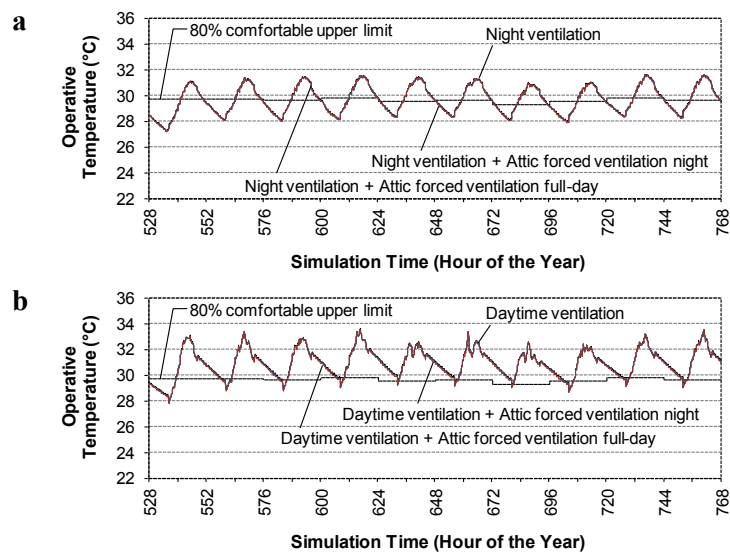 a
36
34
32
30
28
26
24
22
Operative
Temperature (°C)
80% comfortable upper limit
Night ventilation
Night ventilation + Attic forced ventilation night
Night ventilation + Attic forced ventilation full-day
528
552
576
600
624
648
672
696
720
744
768
Simulation Time (Hour of the Year)
b
36
34
32
30
28
26
24
22
Operative
Temperature (°C)
80% comfortable upper limit
Daytime ventilation
Daytime ventilation + Attic forced ventilation night
Daytime ventilation + Attic forced ventilation full-day
528
552
576
600
624
648
672
696
720
744
768
Simulation Time (Hour of the Year)